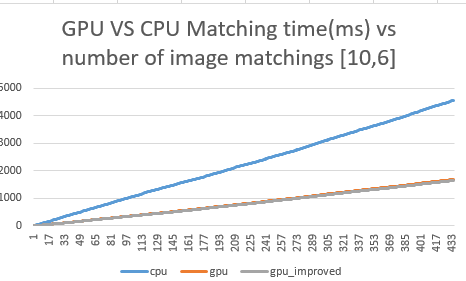 GPU VS CPU Matching time(ms) vs
number of image matchings [10,6]
5000
4000
3000
2000
1000
0
1 17 33 49 65 81 97 113 129 145 161 177 193 209 225 241 257 273 289 305 321 337 353 369 385 401 417 433
cpu gpu gpu_improved